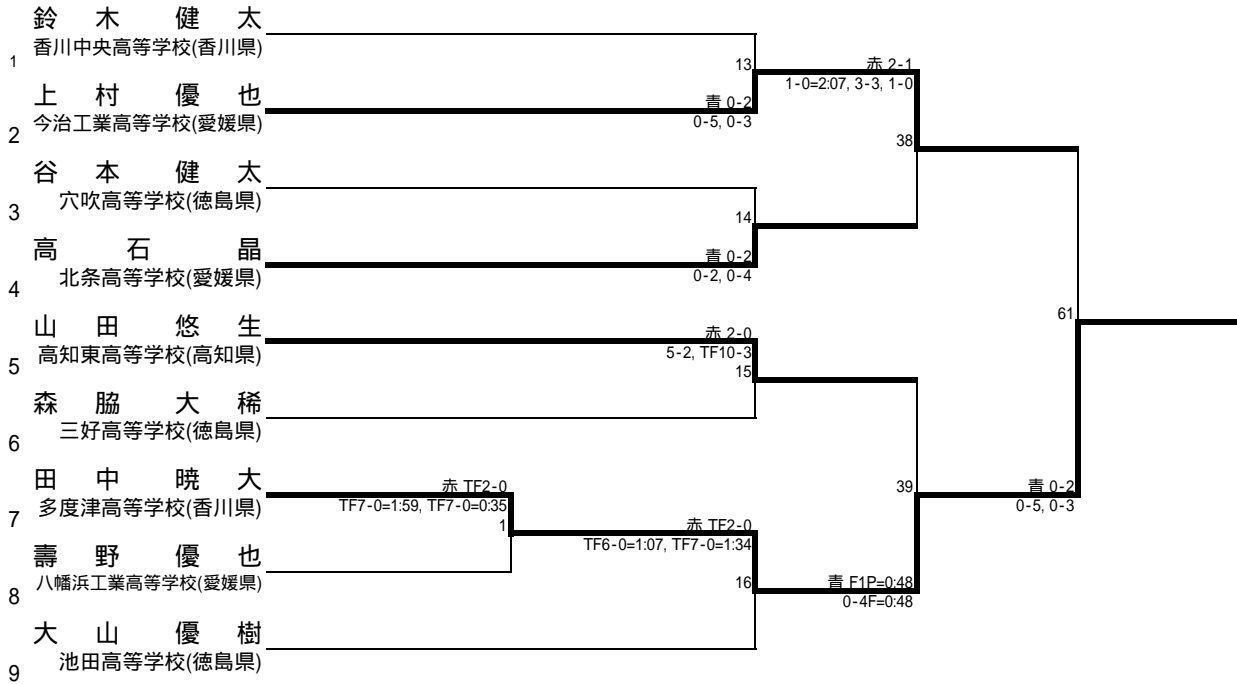 鈴木 健太
香川中央高等学校(香川県)
1
13
赤 2-1
1-0=2:07, 3-3, 1-0
上村 優也
今治工業高等学校(愛媛県)
2
青 0-2
0-5, 0-3
38
谷本 健太
穴吹高等学校(徳島県)
3
14
高石 晶
北条高等学校(愛媛県)
4
青 0-2
0-2, 0-4
61
山田 悠生
高知東高等学校(高知県)
5
赤 2-0
5-2, TF10-3
15
森脇 大稀
三好高等学校(徳島県)
6
田中 暁大
多度津高等学校(香川県)
7
赤 TF2-0
TF7-0=1:59, TF7-0=0:35
1
39
青 0-2
0-5, 0-3
赤 TF2-0
TF6-0=1:07, TF7-0=1:34
壽野 優也
八幡浜工業高等学校(愛媛県)
8
16
青 F1P=0:48
0-4F=0:48
大山 優樹
池田高等学校(徳島県)
9